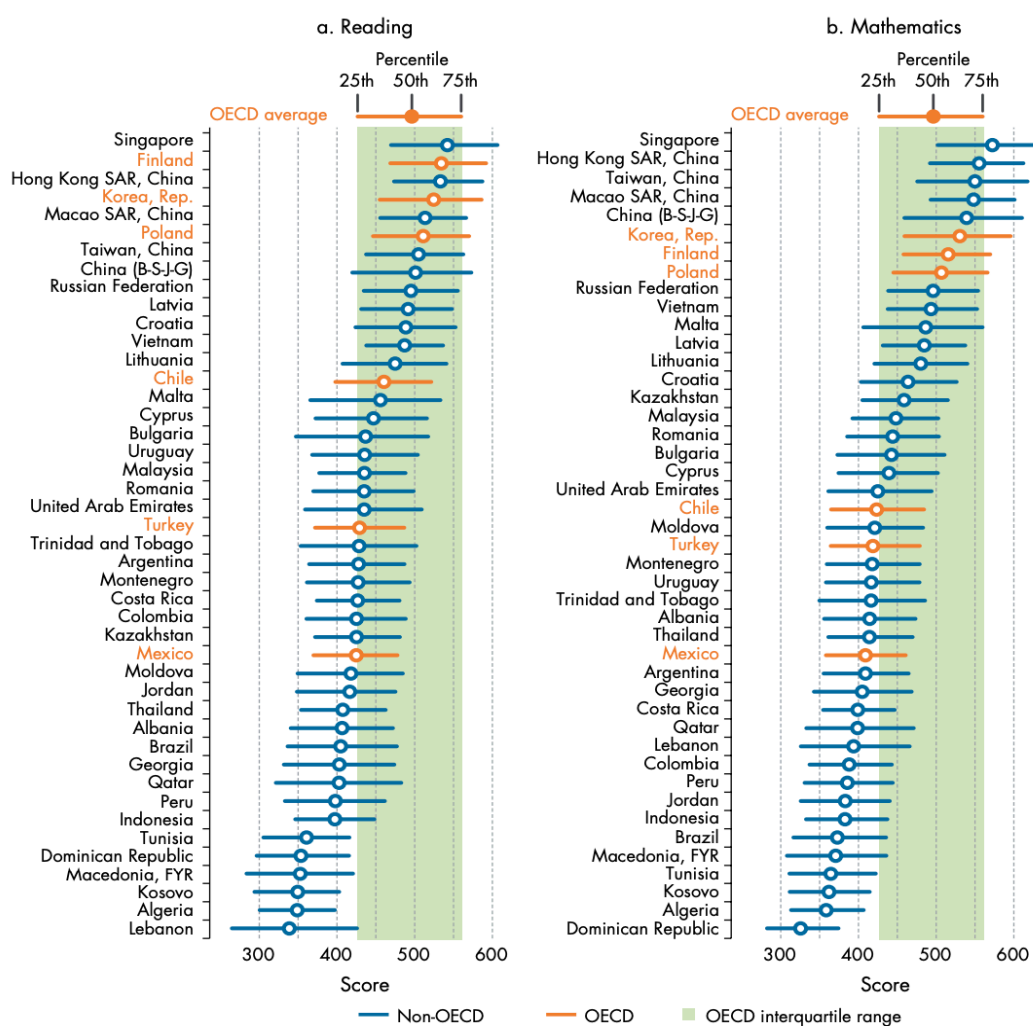 a. Reading
Percentile
25th 50th 75th
OECD average
Singapore
Finland
Hong Kong SAR, China
Korea, Rep.
Macao SAR, China
Poland
Taiwan, China
China (B-S-J-G)
Russian Federation
Latvia
Croatia
Vietnam
Lithuania
Chile
Malta
Cyprus
Bulgaria
Uruguay
Malaysia
Romania
United Arab Emirates
Turkey
Trinidad and Tobago
Argentina
Montenegro
Costa Rica
Colombia
Kazakhstan
Mexico
Moldova
Jordan
Thailand
Albania
Brazil
Georgia
Qatar
Peru
Indonesia
Tunisia
Dominican Republic
Macedonia, FYR
Kosovo
Algeria
Lebanon
300 400 500 600
Score
b. Mathematics
Percentile
25th 50th 75th
OECD average
Singapore
Hong Kong SAR, China
Taiwan, China
Macao SAR, China
China (B-S-J-G)
Korea, Rep.
Finland
Poland
Russian Federation
Vietnam
Malta
Latvia
Lithuania
Croatia
Kazakhstan
Malaysia
Romania
Bulgaria
Cyprus
United Arab Emirates
Chile
Moldova
Turkey
Montenegro
Uruguay
Trinidad and Tobago
Albania
Thailand
Mexico
Argentina
Georgia
Costa Rica
Qatar
Lebanon
Colombia
Peru
Jordan
Indonesia
Brazil
Macedonia, FYR
Tunisia
Kosovo
Algeria
Dominican Republic
300 400 500 600
Score
Non-OECD OECD OECD interquartile range